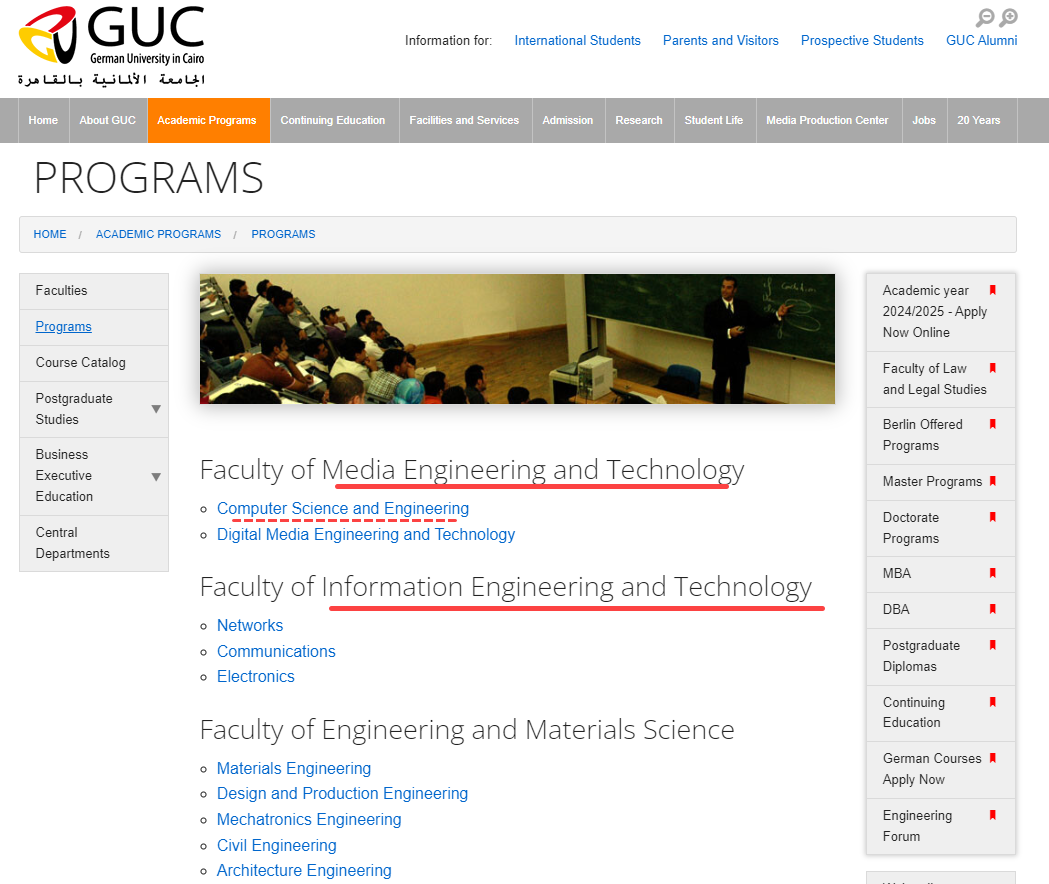 GUC
German University in Cairo
الجامعة الألمانية بالقاهرة
Information for: International Students Parents and Visitors Prospective Students GUC Alumni
Home About GUC Academic Programs Continuing Education Facilities and Services Admission Research Student Life Media Production Center Jobs 20 Years
PROGRAMS
HOME / ACADEMIC PROGRAMS / PROGRAMS
Faculties
Programs
Course Catalog
Postgraduate
Studies
Business
Executive
Education
Central
Departments
Faculty of Media Engineering and Technology
Computer Science and Engineering
Digital Media Engineering and Technology
Faculty of Information Engineering and Technology
Networks
Communications
Electronics
Faculty of Engineering and Materials Science
Materials Engineering
Design and Production Engineering
Mechatronics Engineering
Civil Engineering
Architecture Engineering
Academic year
2024/2025 - Apply
Now Online
Faculty of Law
and Legal Studies
Berlin Offered
Programs
Master Programs
Doctorate
Programs
MBA
DBA
Postgraduate
Diplomas
Continuing
Education
German Courses
Apply Now
Engineering
Forum